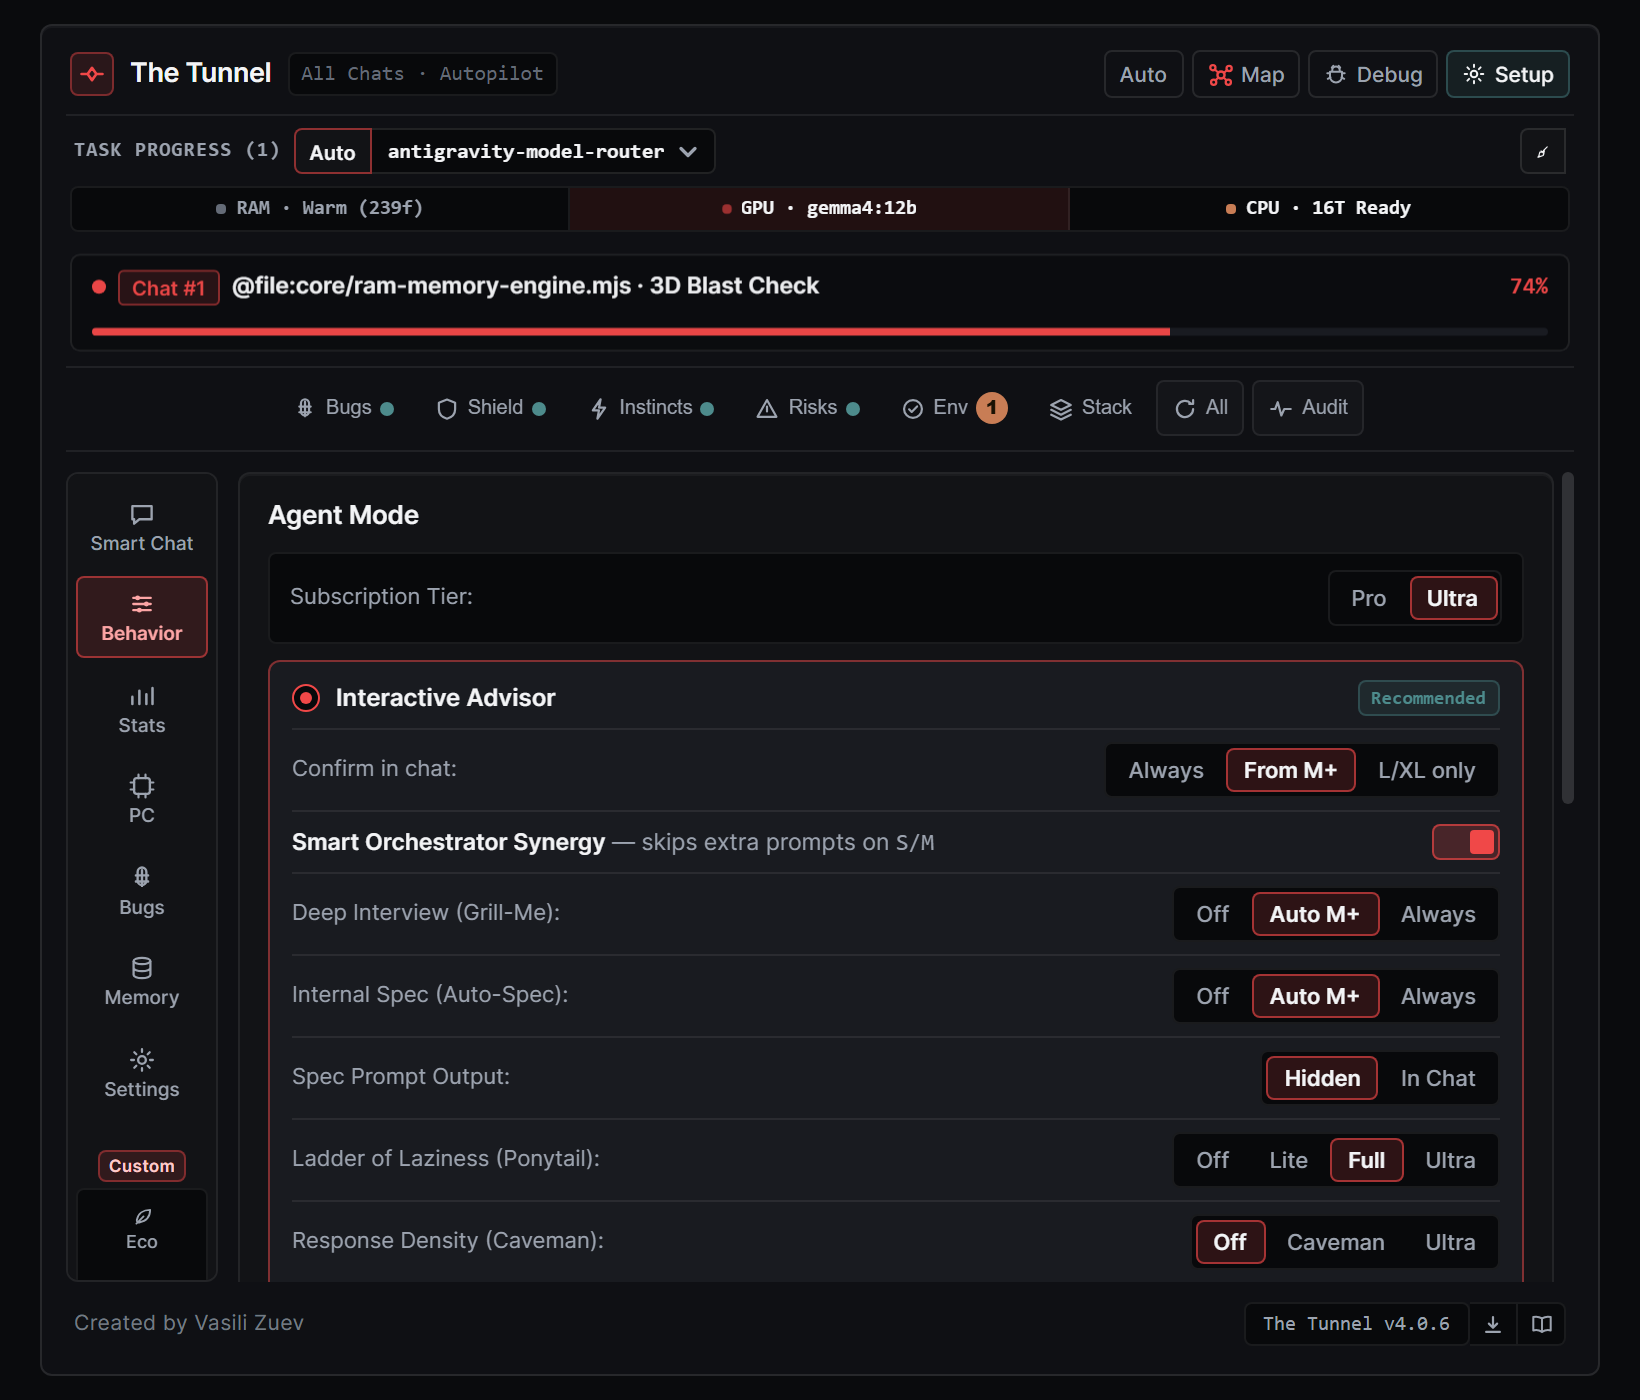 The Tunnel All Chats · Autopilot Auto Map Debug Setup
TASK PROGRESS (1) Auto antigravity-model-router
RAM · Warm (239f) GPU · gemma4:12b CPU · 16T Ready
Chat #1 @file:core/ram-memory-engine.mjs · 3D Blast Check 74%
Bugs Shield Instincts Risks Env 1 Stack All Audit
Smart Chat
Behavior
Stats
PC
Bugs
Memory
Settings
Custom
Eco
Agent Mode
Subscription Tier: Pro Ultra
Interactive Advisor Recommended
Confirm in chat: Always From M+ L/XL only
Smart Orchestrator Synergy — skips extra prompts on S/M
Deep Interview (Grill-Me): Off Auto M+ Always
Internal Spec (Auto-Spec): Off Auto M+ Always
Spec Prompt Output: Hidden In Chat
Ladder of Laziness (Ponytail): Off Lite Full Ultra
Response Density (Caveman): Off Caveman Ultra
Created by Vasili Zuev The Tunnel v4.0.6